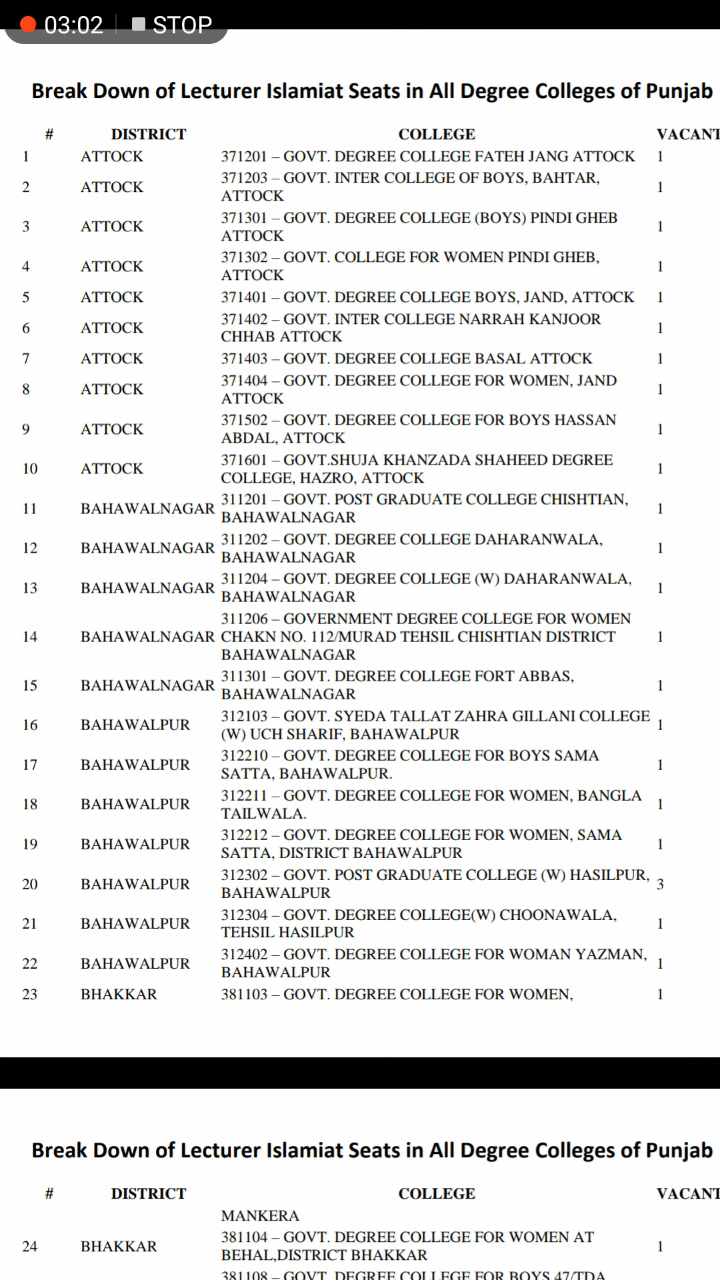 03:02 STOP
Break Down of Lecturer Islamiat Seats in All Degree Colleges of Punjab
# DISTRICT COLLEGE VACANT
1 ATTOCK 371201 – GOVT. DEGREE COLLEGE FATEH JANG ATTOCK 1
2 ATTOCK 371203 – GOVT. INTER COLLEGE OF BOYS, BAHTAR, 1
ATTOCK
3 ATTOCK 371301 – GOVT. DEGREE COLLEGE (BOYS) PINDI GHEB 1
ATTOCK
4 ATTOCK 371302 – GOVT. COLLEGE FOR WOMEN PINDI GHEB, 1
ATTOCK
5 ATTOCK 371401 – GOVT. DEGREE COLLEGE BOYS, JAND, ATTOCK 1
6 ATTOCK 371402 – GOVT. INTER COLLEGE NARRAH KANJOOR 1
CHHAB ATTOCK
7 ATTOCK 371403 – GOVT. DEGREE COLLEGE BASAL ATTOCK 1
8 ATTOCK 371404 – GOVT. DEGREE COLLEGE FOR WOMEN, JAND 1
ATTOCK
9 ATTOCK 371502 – GOVT. DEGREE COLLEGE FOR BOYS HASSAN 1
ABDAL, ATTOCK
10 ATTOCK 371601 – GOVT.SHUJA KHANZADA SHAHEED DEGREE 1
COLLEGE, HAZRO, ATTOCK
11 BAHAWALNAGAR 311201 – GOVT. POST GRADUATE COLLEGE CHISHTIAN, 1
BAHAWALNAGAR
12 BAHAWALNAGAR 311202 – GOVT. DEGREE COLLEGE DAHARANWALA, 1
BAHAWALNAGAR
13 BAHAWALNAGAR 311204 – GOVT. DEGREE COLLEGE (W) DAHARANWALA, 1
BAHAWALNAGAR
311206 – GOVERNMENT DEGREE COLLEGE FOR WOMEN
14 BAHAWALNAGAR CHAKN NO. 112/MURAD TEHSIL CHISHTIAN DISTRICT 1
BAHAWALNAGAR
15 BAHAWALNAGAR 311301 – GOVT. DEGREE COLLEGE FORT ABBAS, 1
BAHAWALNAGAR
16 BAHAWALPUR 312103 – GOVT. SYEDA TALLAT ZAHRA GILLANI COLLEGE 1
(W) UCH SHARIF, BAHAWALPUR
17 BAHAWALPUR 312210 – GOVT. DEGREE COLLEGE FOR BOYS SAMA 1
SATTA, BAHAWALPUR.
18 BAHAWALPUR 312211 – GOVT. DEGREE COLLEGE FOR WOMEN, BANGLA 1
TAILWALA.
19 BAHAWALPUR 312212 – GOVT. DEGREE COLLEGE FOR WOMEN, SAMA 1
SATTA, DISTRICT BAHAWALPUR
20 BAHAWALPUR 312302 – GOVT. POST GRADUATE COLLEGE (W) HASILPUR, 3
BAHAWALPUR
21 BAHAWALPUR 312304 – GOVT. DEGREE COLLEGE(W) CHOONAWALA, 1
TEHSIL HASILPUR
22 BAHAWALPUR 312402 – GOVT. DEGREE COLLEGE FOR WOMAN YAZMAN, 1
BAHAWALPUR
23 BHAKKAR 381103 – GOVT. DEGREE COLLEGE FOR WOMEN, 1
Break Down of Lecturer Islamiat Seats in All Degree Colleges of Punjab
# DISTRICT COLLEGE VACANT
MANKERA
24 BHAKKAR 381104 – GOVT. DEGREE COLLEGE FOR WOMEN AT 1
BEHAL,DISTRICT BHAKKAR
381108 – GOVT. DEGREE COLLEGE FOR BOYS 47/TDA